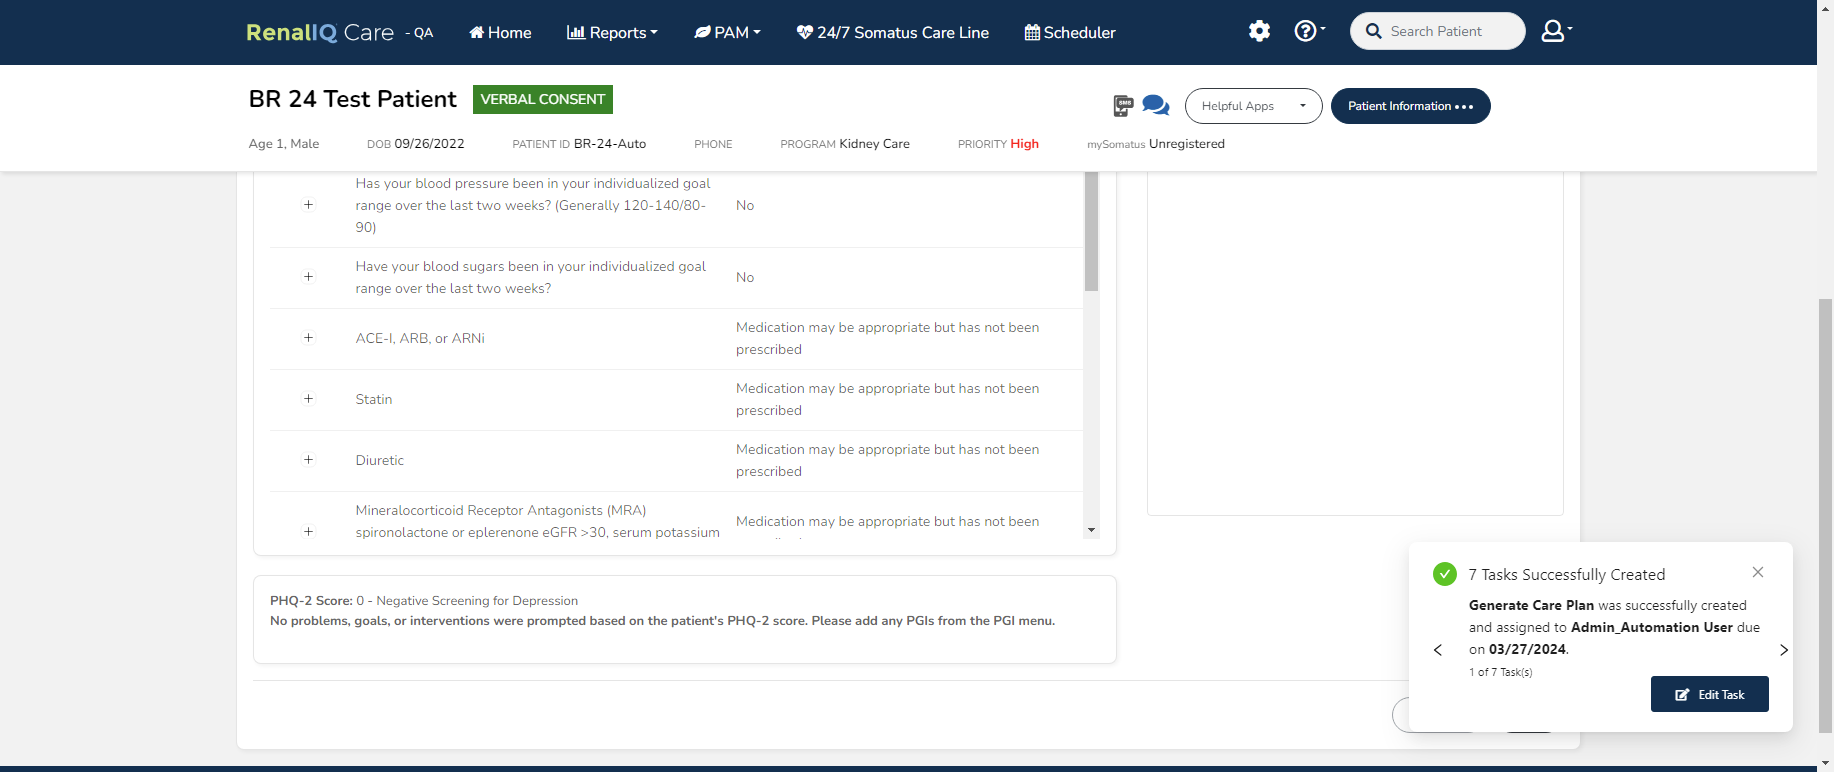 RenalIQ Care - QA
Home
Reports
PAM
24/7 Somatus Care Line
Scheduler
Search Patient
BR 24 Test Patient
VERBAL CONSENT
SMS
Helpful Apps
Patient Information
Age 1, Male
DOB 09/26/2022
PATIENT ID BR-24-Auto
PHONE
PROGRAM Kidney Care
PRIORITY High
mySomatus Unregistered
Has your blood pressure been in your individualized goal
range over the last two weeks? (Generally 120-140/80-
90)
No
Have your blood sugars been in your individualized goal
range over the last two weeks?
No
ACE-I, ARB, or ARNi
Medication may be appropriate but has not been
prescribed
Statin
Medication may be appropriate but has not been
prescribed
Diuretic
Medication may be appropriate but has not been
prescribed
Mineralocorticoid Receptor Antagonists (MRA)
spironolactone or eplerenone eGFR >30, serum potassium
Medication may be appropriate but has not been
PHQ-2 Score: 0 - Negative Screening for Depression
No problems, goals, or interventions were prompted based on the patient's PHQ-2 score. Please add any PGIs from the PGI menu.
7 Tasks Successfully Created
Generate Care Plan was successfully created
and assigned to Admin_Automation User due
on 03/27/2024.
1 of 7 Task(s)
Edit Task